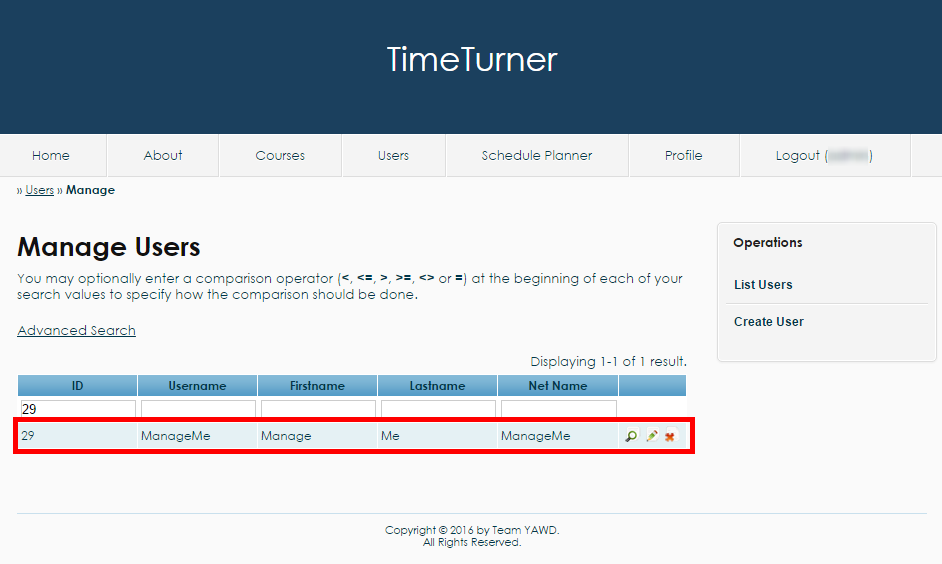 TimeTurner
Home About Courses Users Schedule Planner Profile Logout ( )
» Users » Manage
Manage Users
You may optionally enter a comparison operator (<, <=, >, >=, <> or =) at the beginning of each of your
search values to specify how the comparison should be done.
Advanced Search
Displaying 1-1 of 1 result.
ID Username Firstname Lastname Net Name
29
29 ManageMe Manage Me ManageMe
Operations
List Users
Create User
Copyright © 2016 by Team YAWD.
All Rights Reserved.